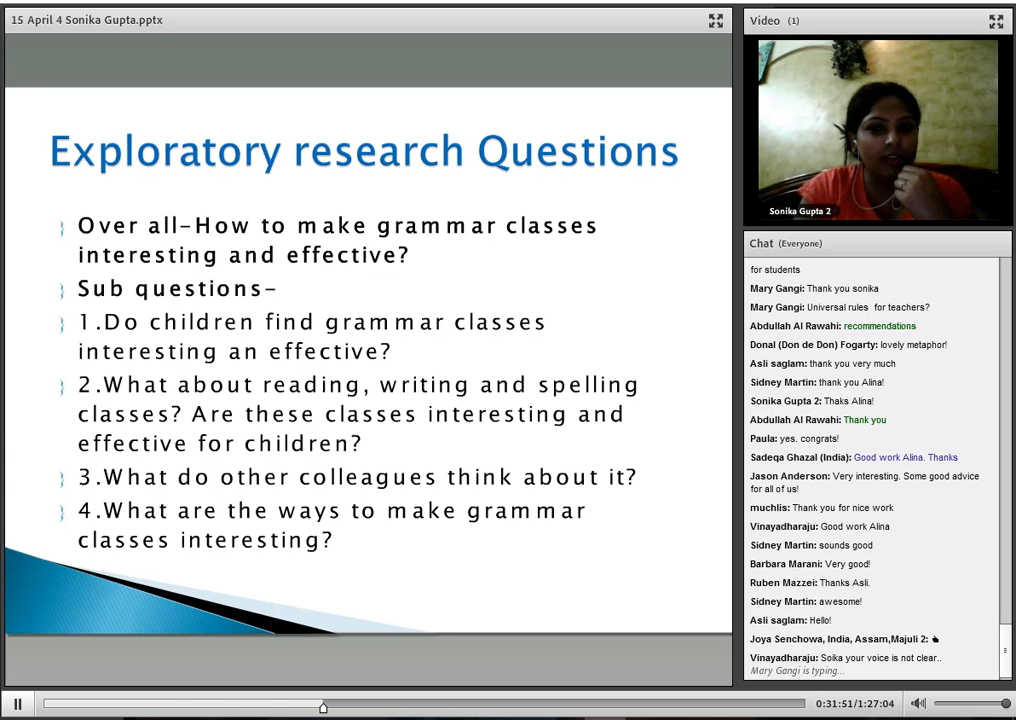 15 April 4 Sonika Gupta.pptx
Exploratory research Questions
Over all-How to make grammar classes
interesting and effective?
Sub questions-
1.Do children find grammar classes
interesting an effective?
2.What about reading, writing and spelling
classes? Are these classes interesting and
effective for children?
3.What do other colleagues think about it?
4.What are the ways to make grammar
classes interesting?
Video (1)
Sonika Gupta 2
Chat (Everyone)
for students
Mary Gangi: Thank you sonika
Mary Gangi: Universal rules for teachers?
Abdullah Al Rawahi: recommendations
Donal (Don de Don) Fogarty: lovely metaphor!
Asli saglam: thank you very much
Sidney Martin: thank you Alina!
Sonika Gupta 2: Thaks Alina!
Abdullah Al Rawahi: Thank you
Paula: yes. congrats!
Sadeqa Ghazal (India): Good work Alina. Thanks
Jason Anderson: Very interesting. Some good advice
for all of us!
muchlis: Thank you for nice work
Vinayadharaju: Good work Alina
Sidney Martin: sounds good
Barbara Marani: Very good!
Ruben Mazzei: Thanks Asli.
Sidney Martin: awesome!
Asli saglam: Hello!
Joya Senchowa, India, Assam,Majuli 2:
Vinayadharaju: Soika your voice is not clear..
Mary Gangi is typing...
0:31:51/1:27:04